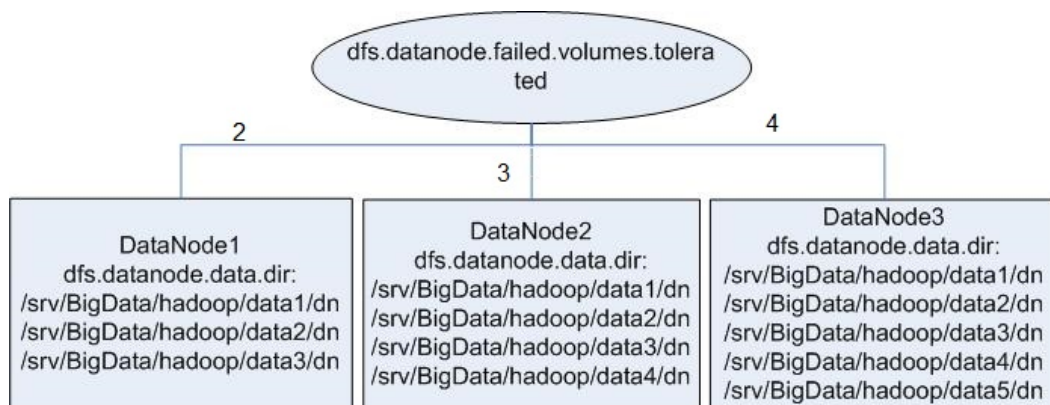 dfs.datanode.failed.volumes.tolera
ted
2
3
4
DataNode1
dfs.datanode.data.dir:
/srv/BigData/hadoop/data1/dn
/srv/BigData/hadoop/data2/dn
/srv/BigData/hadoop/data3/dn
DataNode2
dfs.datanode.data.dir:
/srv/BigData/hadoop/data1/dn
/srv/BigData/hadoop/data2/dn
/srv/BigData/hadoop/data3/dn
/srv/BigData/hadoop/data4/dn
DataNode3
dfs.datanode.data.dir:
/srv/BigData/hadoop/data1/dn
/srv/BigData/hadoop/data2/dn
/srv/BigData/hadoop/data3/dn
/srv/BigData/hadoop/data4/dn
/srv/BigData/hadoop/data5/dn